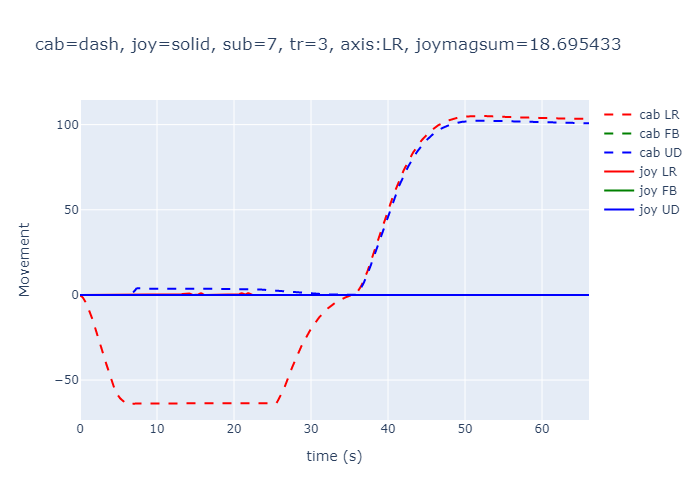 cab=dash, joy=solid, sub=7, tr=3, axis:LR, joymagsum=18.695433
cab LR
cab FB
cab UD
joy LR
joy FB
joy UD
Movement
100
50
0
−50
0
10
20
30
40
50
60
time (s)